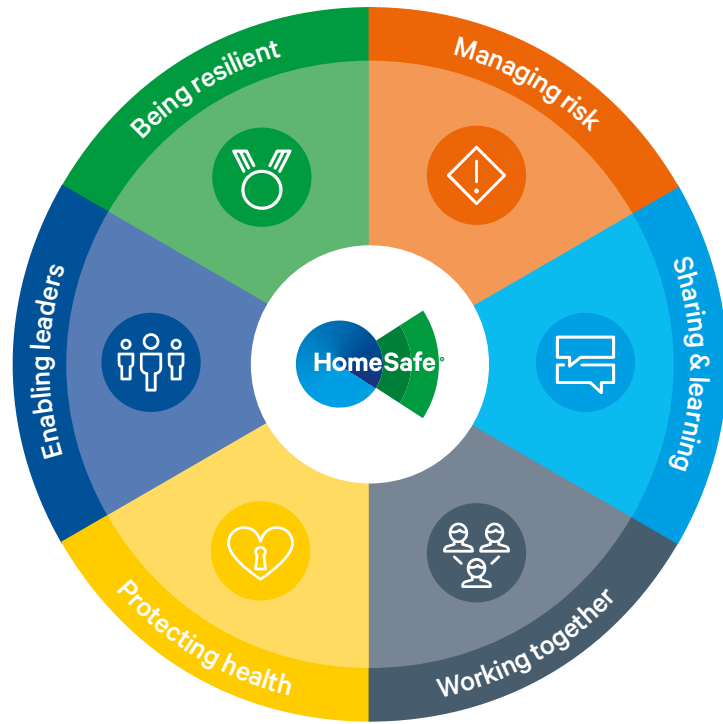 Being resilient
Managing risk
Sharing & learning
Working together
Protecting health
Enabling leaders
HomeSafe